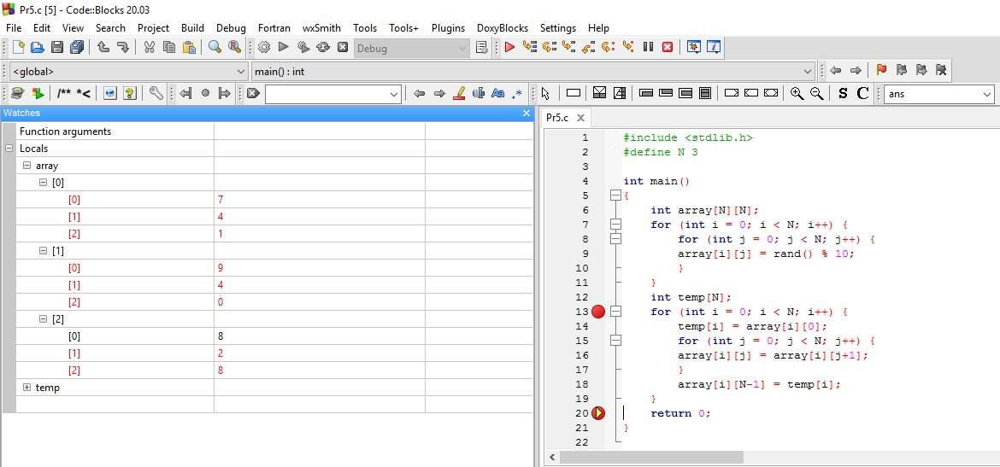 Pr5.c [5] - Code::Blocks 20.03
File Edit View Search Project Build Debug Fortran wxSmith Tools Tools+ Plugins DoxyBlocks Settings Help
Debug
<global> main() : int
/** *< Aa .* S C ans
Watches
Function arguments
Locals
array
[0]
[0] 7
[1] 4
[2] 1
[1]
[0] 9
[1] 4
[2] 0
[2]
[0] 8
[1] 2
[2] 8
temp
Pr5.c
1 #include <stdlib.h>
2 #define N 3
3
4 int main()
5 {
6 int array[N][N];
7 for (int i = 0; i < N; i++) {
8 for (int j = 0; j < N; j++) {
9 array[i][j] = rand() % 10;
10 }
11 }
12 int temp[N];
13 for (int i = 0; i < N; i++) {
14 temp[i] = array[i][0];
15 for (int j = 0; j < N; j++) {
16 array[i][j] = array[i][j+1];
17 }
18 array[i][N-1] = temp[i];
19 }
20 return 0;
21 }
22